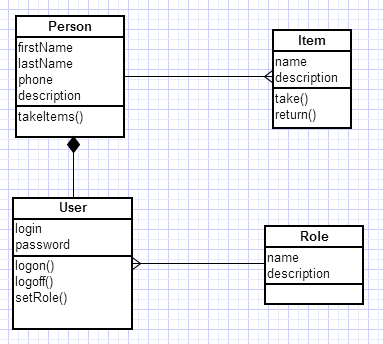 Person
firstName
lastName
phone
description
takeItems()
Item
name
description
take()
return()
User
login
password
logon()
logoff()
setRole()
Role
name
description